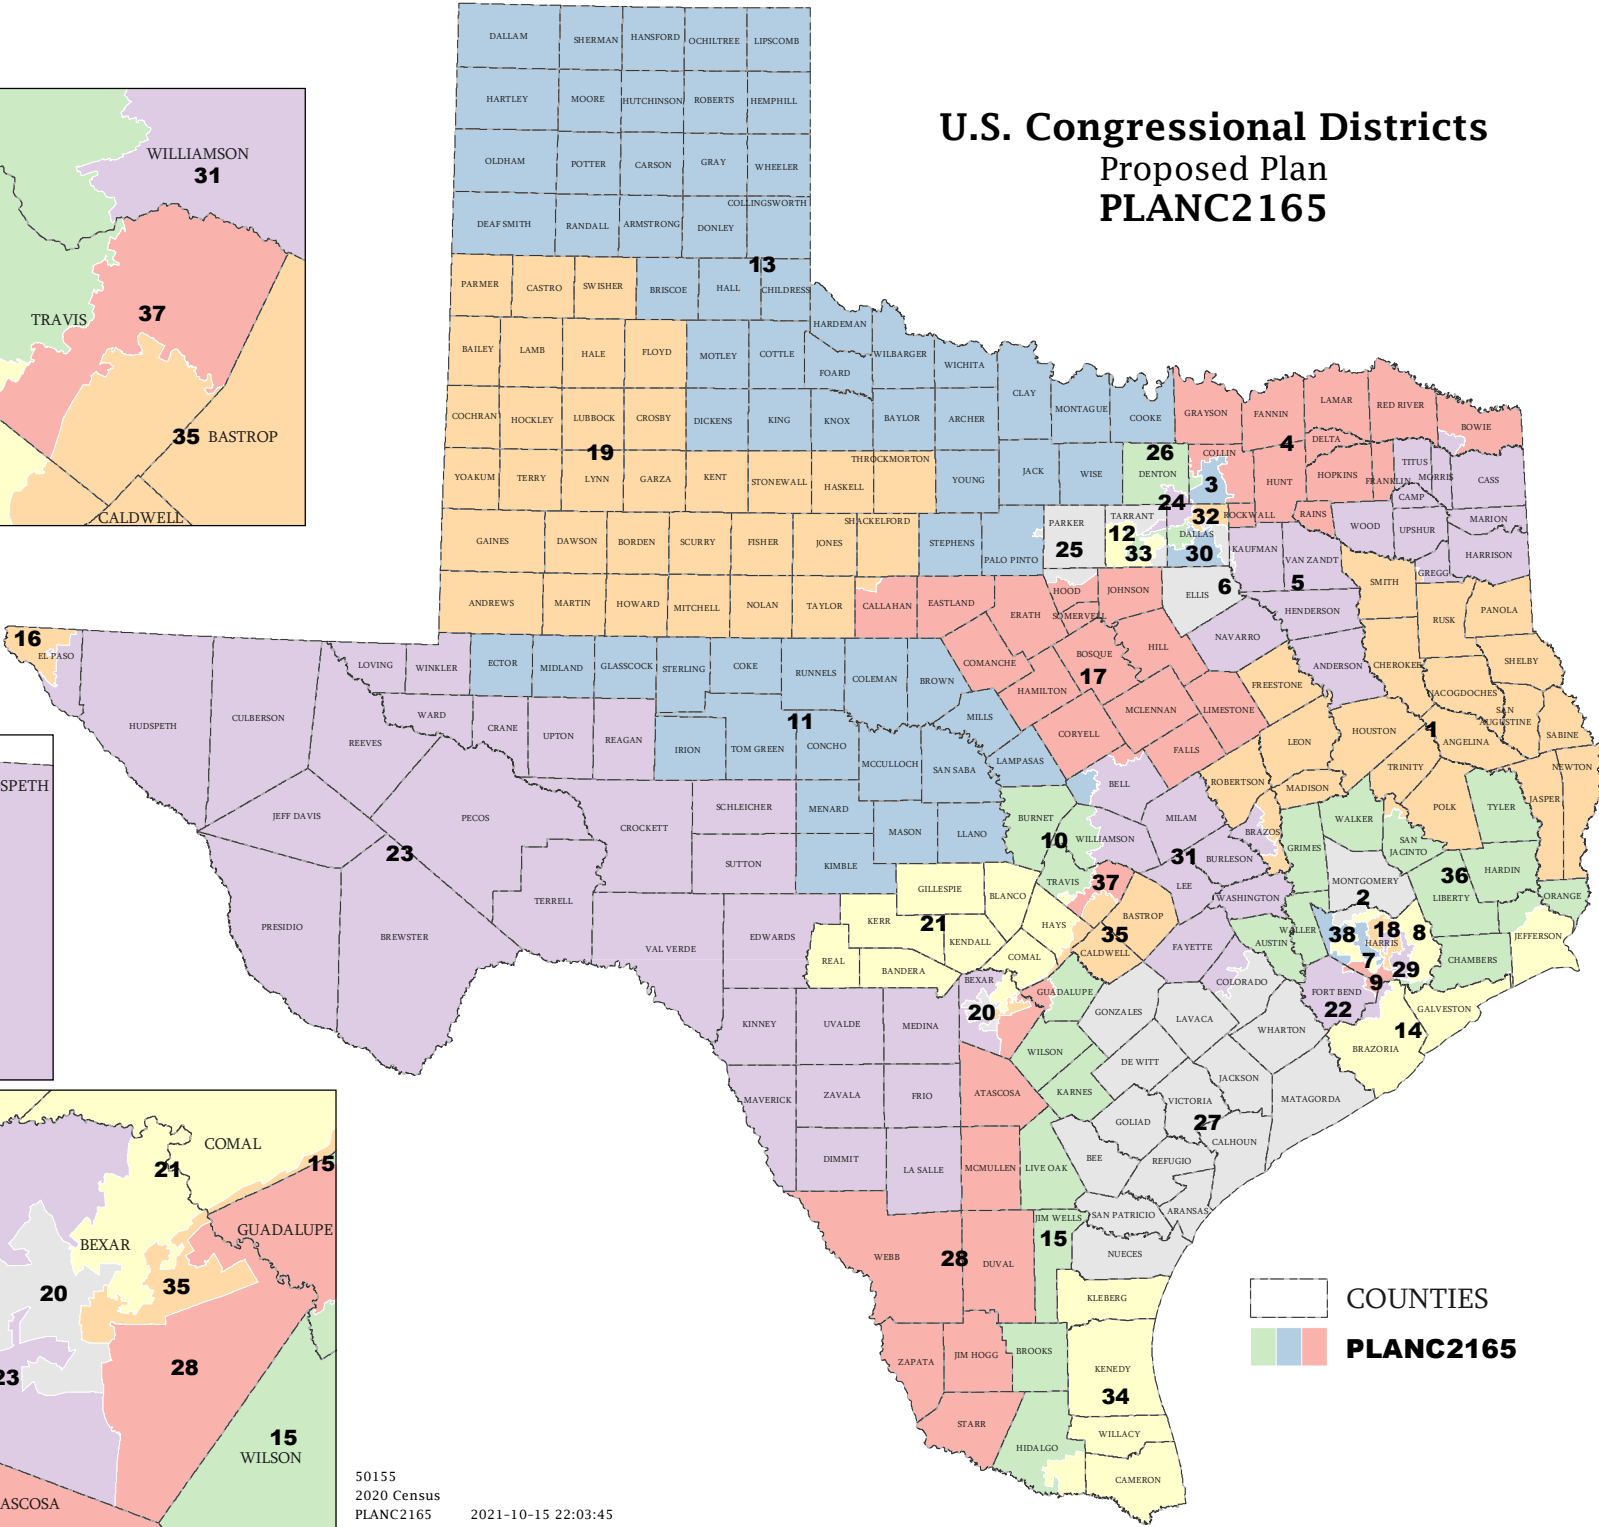 U.S. Congressional Districts
Proposed Plan
PLANC2165
DALLAM
SHERMAN
HANSFORD
OCHILTREE
LIPSCOMB
HARTLEY
MOORE
HUTCHINSON
ROBERTS
HEMPHILL
OLDHAM
POTTER
CARSON
GRAY
WHEELER
DEAF SMITH
RANDALL
ARMSTRONG
DONLEY
COLLINGSWORTH
13
PARMER
CASTRO
SWISHER
BRISCOE
HALL
CHILDRESS
HARDEMAN
BAILEY
LAMB
HALE
FLOYD
MOTLEY
COTTLE
FOARD
WILBARGER
WICHITA
CLAY
MONTAGUE
COOKE
GRAYSON
FANNIN
LAMAR
RED RIVER
BOWIE
COCHRAN
HOCKLEY
LUBBOCK
CROSBY
DICKENS
KING
KNOX
BAYLOR
ARCHER
19
26
4
DELTA
COLLIN
YOAKUM
TERRY
LYNN
GARZA
KENT
STONEWALL
HASKELL
THROCKMORTON
YOUNG
JACK
WISE
DENTON
3
HUNT
HOPKINS
FRANKLIN
TITUS
MORRIS
CASS
CAMP
24
32
ROCKWALL
RAINS
WOOD
UPSHUR
MARION
HARRISON
GREGG
GAINES
DAWSON
BORDEN
SCURRY
FISHER
JONES
SHACKELFORD
STEPHENS
PALO PINTO
PARKER
25
TARRANT
12
33
DALLAS
30
KAUFMAN
VAN ZANDT
5
SMITH
ANDREWS
MARTIN
HOWARD
MITCHELL
NOLAN
TAYLOR
CALLAHAN
EASTLAND
ERATH
HOOD
SOMERVELL
JOHNSON
ELLIS
6
HENDERSON
RUSK
PANOLA
16
EL PASO
HUDSPETH
CULBERSON
LOVING
WINKLER
ECTOR
MIDLAND
GLASSCOCK
STERLING
COKE
RUNNELS
COLEMAN
BROWN
COMANCHE
HAMILTON
BOSQUE
17
HILL
NAVARRO
ANDERSON
CHEROKEE
SHELBY
NACOGDOCHES
SAN
AUGUSTINE
SABINE
FREESTONE
LIMESTONE
MCLENNAN
REEVES
WARD
CRANE
UPTON
REAGAN
IRION
TOM GREEN
11
CONCHO
MCCULLOCH
SAN SABA
MILLS
LAMPASAS
CORYELL
FALLS
LEON
HOUSTON
1
ANGELINA
NEWTON
JASPER
TRINITY
POLK
TYLER
MADISON
ROBERTSON
BELL
MILAM
JEFF DAVIS
PECOS
23
CROCKETT
SCHLEICHER
SUTTON
MENARD
KIMBLE
MASON
LLANO
BURNET
10
WILLIAMSON
31
BURLESON
BRAZOS
GRIMES
WALKER
SAN
JACINTO
PRESIDIO
BREWSTER
TERRELL
VAL VERDE
EDWARDS
GILLESPIE
BLANCO
TRAVIS
37
LEE
WASHINGTON
MONTGOMERY
2
36
LIBERTY
HARDIN
ORANGE
JEFFERSON
KERR
21
KENDALL
HAYS
35
BASTROP
CALDWELL
FAYETTE
AUSTIN
WALLER
38
18
HARRIS
8
7
29
9
CHAMBERS
REAL
BANDERA
COMAL
BEXAR
20
GUADALUPE
COLORADO
FORT BEND
22
GALVESTON
14
BRAZORIA
KINNEY
UVALDE
MEDINA
GONZALES
LAVACA
WHARTON
WILSON
DE WITT
JACKSON
MATAGORDA
MAVERICK
ZAVALA
FRIO
ATASCOSA
KARNES
VICTORIA
27
GOLIAD
CALHOUN
DIMMIT
LA SALLE
MCMULLEN
LIVE OAK
BEE
REFUGIO
SAN PATRICIO
ARANSAS
NUECES
WEBB
28
DUVAL
JIM WELLS
15
KLEBERG
ZAPATA
JIM HOGG
BROOKS
KENEDY
34
STARR
HIDALGO
WILLACY
CAMERON
WILLIAMSON
31
TRAVIS
37
35 BASTROP
CALDWELL
SPETH
COMAL
21
15
BEXAR
GUADALUPE
20
35
23
28
15
WILSON
ASCOSA
COUNTIES
PLANC2165
50155
2020 Census
PLANC2165 2021-10-15 22:03:45